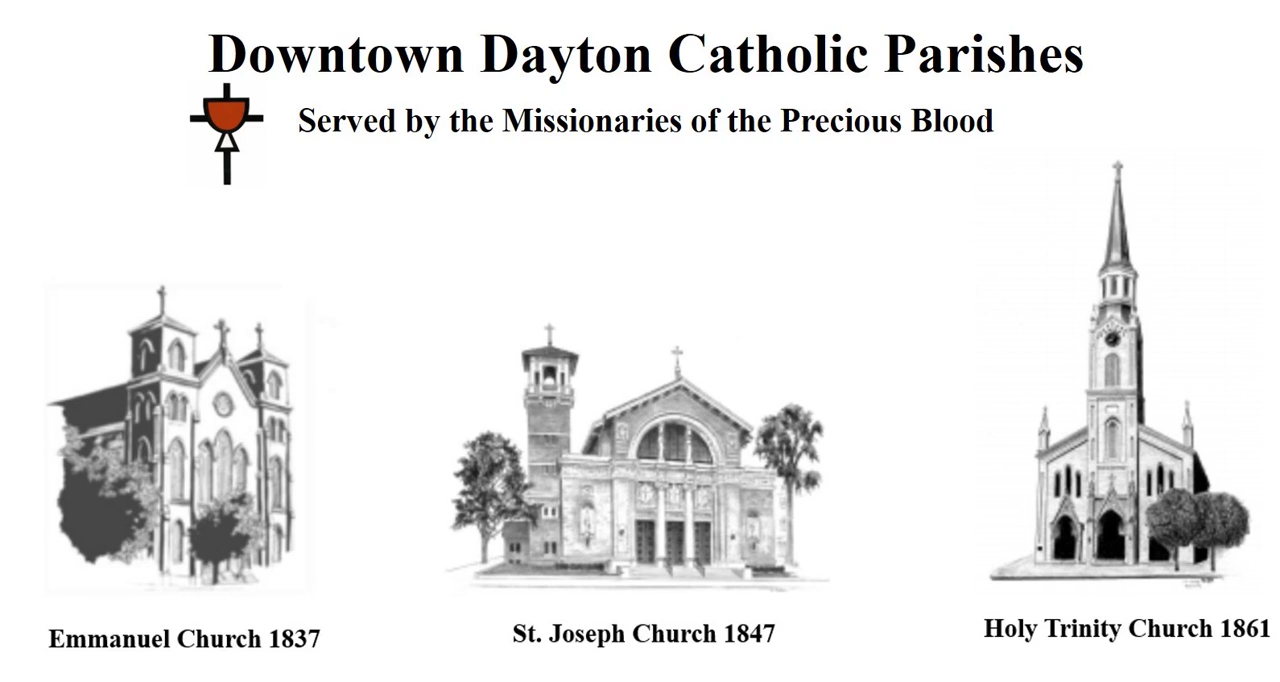 Downtown Dayton Catholic Parishes
Served by the Missionaries of the Precious Blood
Emmanuel Church 1837
St. Joseph Church 1847
Holy Trinity Church 1861